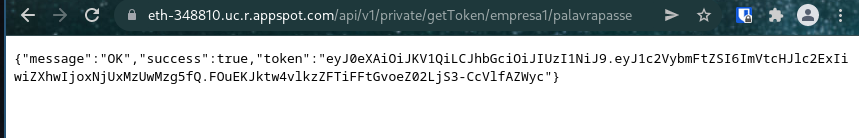 eth-348810.uc.r.appspot.com/api/v1/private/getToken/empresa1/palavrapasse
{"message":"OK","success":true,"token":"eyJ0eXAiOiJKV1QiLCJhbGciOiJIUzI1NiJ9.eyJ1c2VybmFtZSI6ImVtcHJlc2ExIi
wiZXhwIjoxNjUxMzUwMzg5fQ.FOuEKJktw4vlkzZFTiFFtGvoeZ02LjS3-CcVlfAZWyc"}